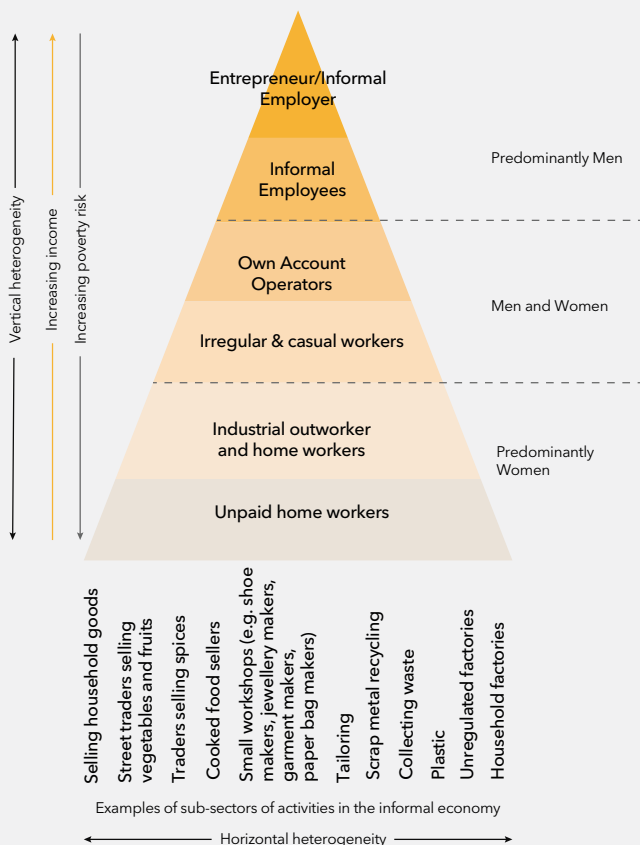 Entrepreneur/Informal
Employer
Predominantly Men
Informal
Employees
Vertical heterogeneity
Increasing income
Increasing poverty risk
Own Account
Operators
Men and Women
Irregular & casual workers
Industrial outworker
and home workers
Predominantly
Women
Unpaid home workers
Selling household goods
Street traders selling
vegetables and fruits
Traders selling spices
Cooked food sellers
Small workshops (e.g. shoe
makers, jewellery makers,
garment makers,
paper bag makers)
Tailoring
Scrap metal recycling
Collecting waste
Plastic
Unregulated factories
Household factories
Examples of sub-sectors of activities in the informal economy
Horizontal heterogeneity